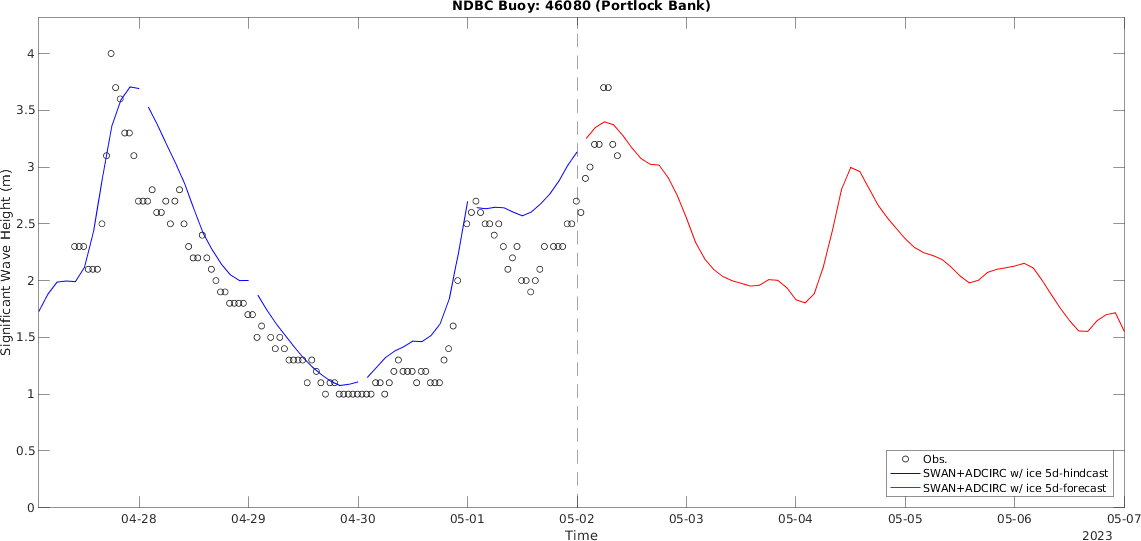 NDBC Buoy: 46080 (Portlock Bank)
4
3.5
3
2.5
2
1.5
1
0.5
0
Significant Wave Height (m)
Obs.
SWAN+ADCIRC w/ ice 5d-hindcast
SWAN+ADCIRC w/ ice 5d-forecast
04-28 04-29 04-30 05-01 05-02 05-03 05-04 05-05 05-06 05-07
Time
2023